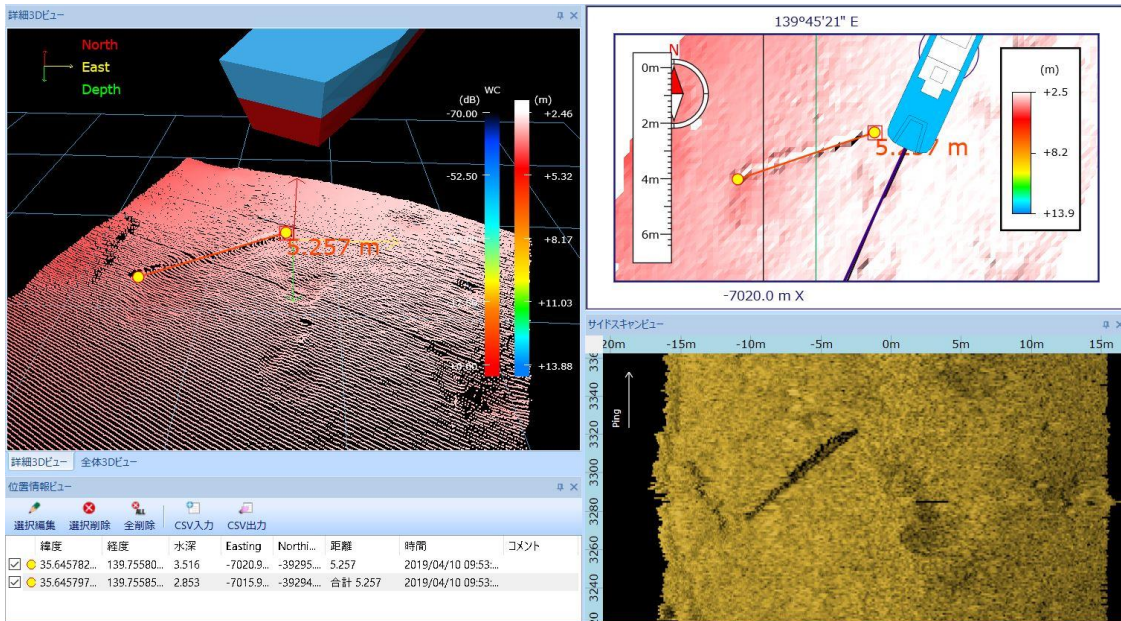 詳細3Dビュー
North
East
Depth
WC
(dB)
(m)
-70.00
+2.46
-52.50
+5.32
+8.17
+11.03
+13.88
5.257 m
詳細3Dビュー 全体3Dビュー
139º45'21" E
N
0m
2m
4m
6m
(m)
+2.5
+8.2
+13.9
-7020.0 m X
サイドスキャンビュー
-15m -10m -5m 0m 5m 10m 15m
Ping
3320
3300
3280
3260
3240
位置情報ビュー
選択編集 選択削除 全削除 CSV入力 CSV出力
ALL
緯度 経度 水深 Easting Northi... 距離 時間 コメント
35.645782... 139.75580... 3.516 -7020.9... -39295.... 5.257 2019/04/10 09:53:...
35.645797... 139.75585... 2.853 -7015.9... -39294.... 合計 5.257 2019/04/10 09:53:...